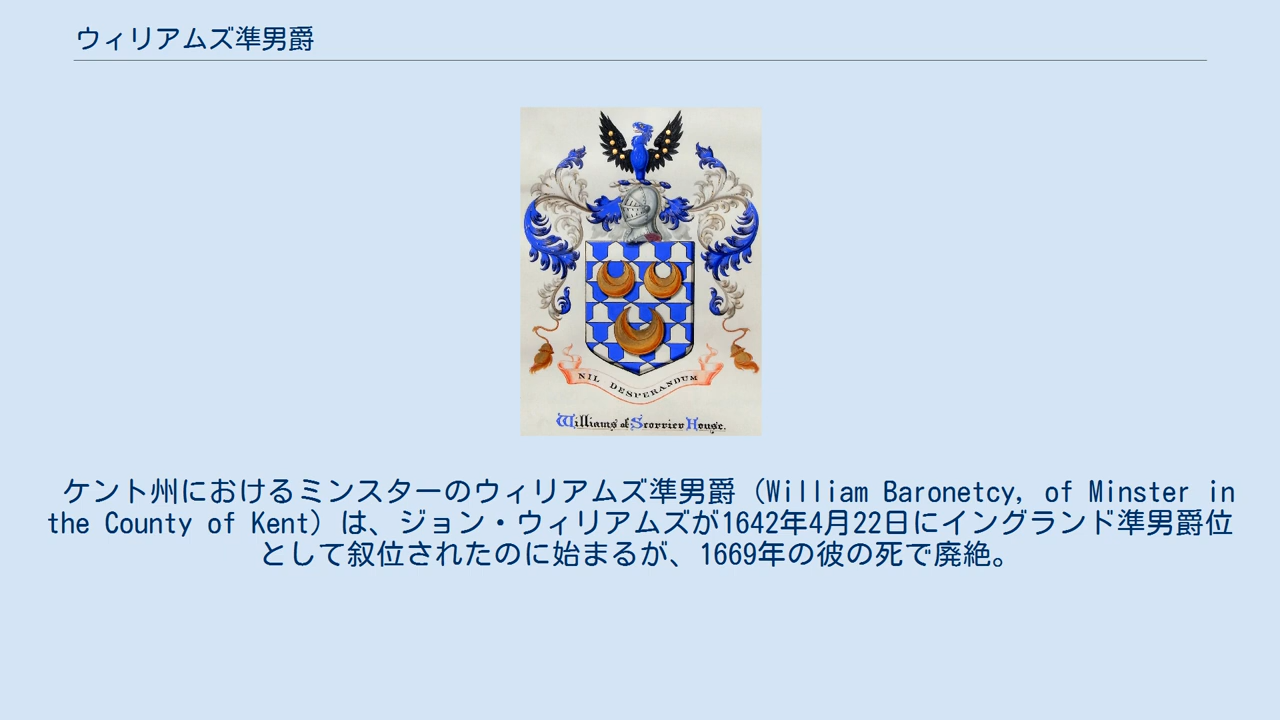 ウィリアムズ準男爵
NIL DESPERANDUM
Williams of Scorrier House.
ケント州におけるミンスターのウィリアムズ準男爵（William Baronetcy, of Minster in
the County of Kent）は、ジョン・ウィリアムズが1642年4月22日にイングランド準男爵位
として叙位されたのに始まるが、1669年の彼の死で廃絶。